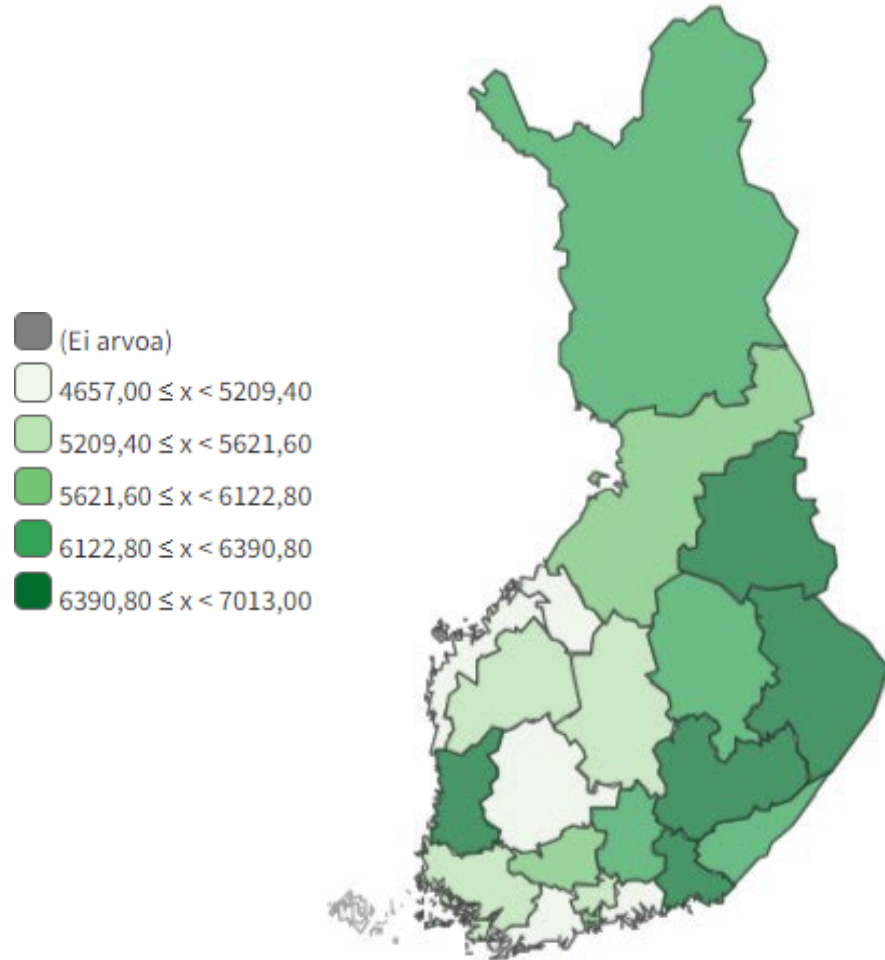 (Ei arvoa)
4657,00 ≤ x < 5209,40
5209,40 ≤ x < 5621,60
5621,60 ≤ x < 6122,80
6122,80 ≤ x < 6390,80
6390,80 ≤ x < 7013,00